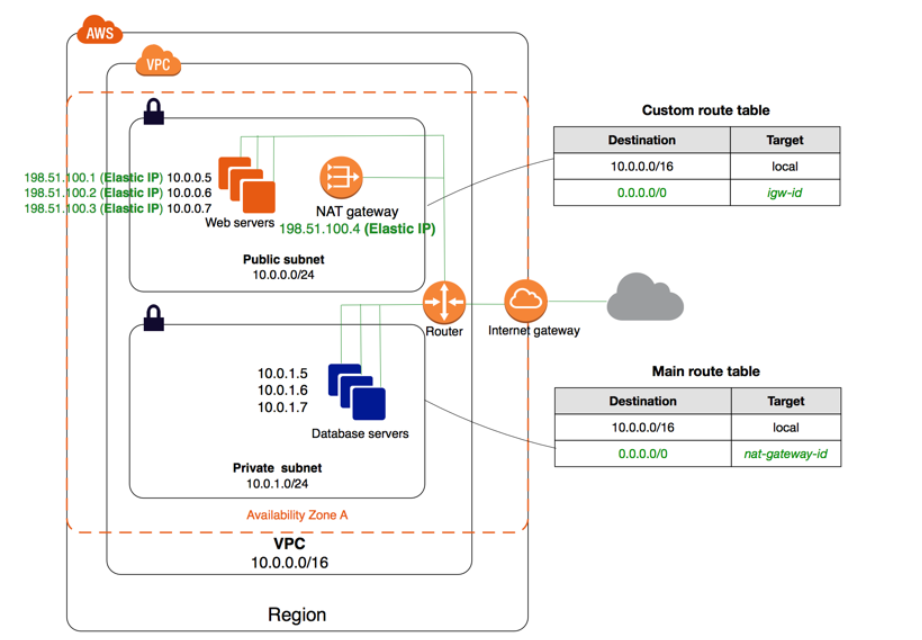 AWS
VPC
Custom route table
Destination Target
10.0.0.0/16 local
0.0.0.0/0 igw-id
198.51.100.1 (Elastic IP) 10.0.0.5
198.51.100.2 (Elastic IP) 10.0.0.6
198.51.100.3 (Elastic IP) 10.0.0.7
Web servers
NAT gateway
198.51.100.4 (Elastic IP)
Public subnet
10.0.0.0/24
Router
Internet gateway
Main route table
Destination Target
10.0.0.0/16 local
0.0.0.0/0 nat-gateway-id
10.0.1.5
10.0.1.6
10.0.1.7
Database servers
Private subnet
10.0.1.0/24
Availability Zone A
VPC
10.0.0.0/16
Region